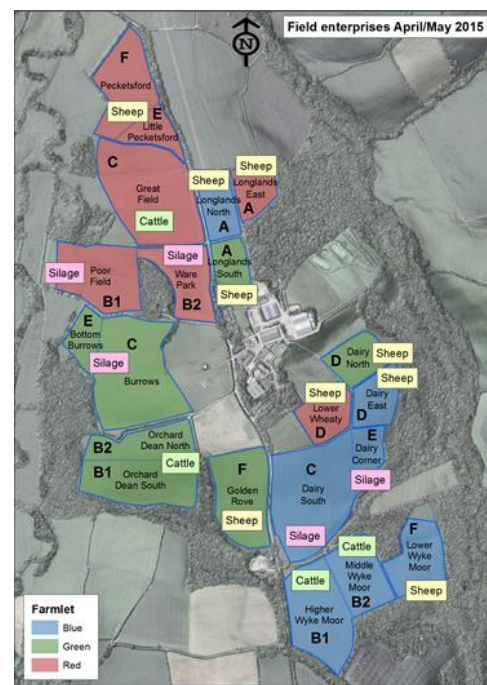 Field enterprises April/May 2015
N
F
Pecketsford
Sheep
E
Little
Pecketsford
C
Great
Field
Cattle
Sheep
Longlands
North
A
Sheep
Longlands
East
A
Silage
Poor
Field
B1
Silage
Ware
Park
B2
A
Longlands
South
Sheep
E
Bottom
Burrows
C
Silage
Burrows
D
Dairy
North
Sheep
Sheep
Dairy
East
D
Sheep
Lower
Wheaty
D
E
Dairy
Corner
Silage
B2
Orchard
Dean North
Cattle
B1
Orchard
Dean South
F
Golden
Rove
Sheep
C
Dairy
South
Silage
F
Lower
Wyke
Moor
Sheep
Cattle
Middle
Wyke
Moor
B2
Cattle
Higher
Wyke Moor
B1
Farmlet
Blue
Green
Red